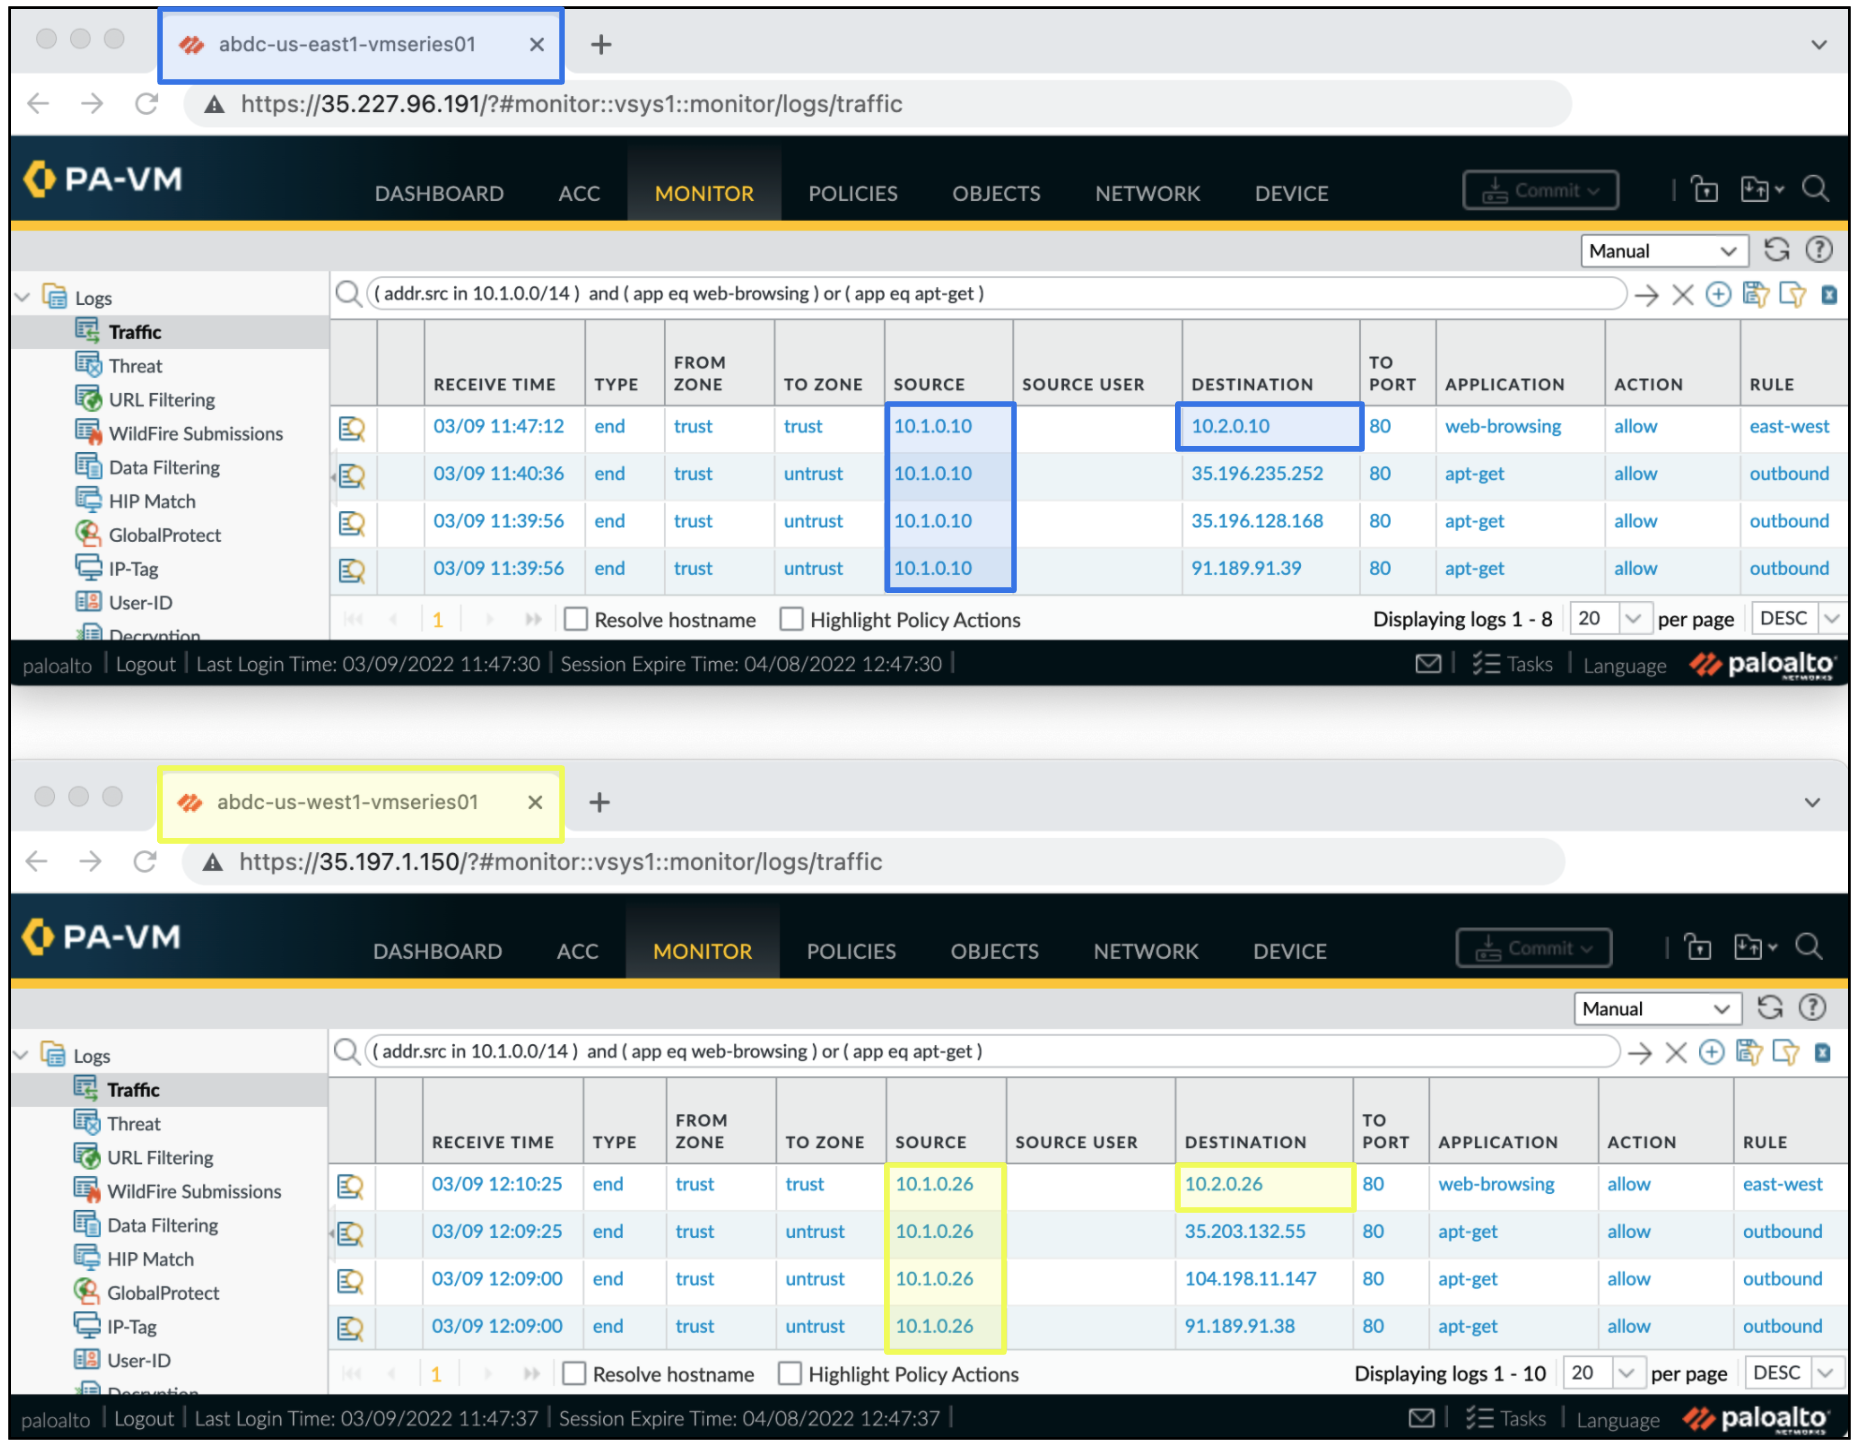 abdc-us-east1-vmseries01
https://35.227.96.191/?#monitor::vsys1::monitor/logs/traffic
PA-VM
DASHBOARD ACC MONITOR POLICIES OBJECTS NETWORK DEVICE Commit
Manual
Logs
( addr.src in 10.1.0.0/14 ) and ( app eq web-browsing ) or ( app eq apt-get )
Traffic
Threat
URL Filtering
WildFire Submissions
Data Filtering
HIP Match
GlobalProtect
IP-Tag
User-ID
Decryption
RECEIVE TIME TYPE FROM ZONE TO ZONE SOURCE SOURCE USER DESTINATION TO PORT APPLICATION ACTION RULE
03/09 11:47:12 end trust trust 10.1.0.10 10.2.0.10 80 web-browsing allow east-west
03/09 11:40:36 end trust untrust 10.1.0.10 35.196.235.252 80 apt-get allow outbound
03/09 11:39:56 end trust untrust 10.1.0.10 35.196.128.168 80 apt-get allow outbound
03/09 11:39:56 end trust untrust 10.1.0.10 91.189.91.39 80 apt-get allow outbound
1 Resolve hostname Highlight Policy Actions Displaying logs 1 - 8 20 per page DESC
paloalto | Logout | Last Login Time: 03/09/2022 11:47:30 | Session Expire Time: 04/08/2022 12:47:30 | Tasks | Language paloalto NETWORKS
abdc-us-west1-vmseries01
https://35.197.1.150/?#monitor::vsys1::monitor/logs/traffic
PA-VM
DASHBOARD ACC MONITOR POLICIES OBJECTS NETWORK DEVICE Commit
Manual
Logs
( addr.src in 10.1.0.0/14 ) and ( app eq web-browsing ) or ( app eq apt-get )
Traffic
Threat
URL Filtering
WildFire Submissions
Data Filtering
HIP Match
GlobalProtect
IP-Tag
User-ID
Decryption
RECEIVE TIME TYPE FROM ZONE TO ZONE SOURCE SOURCE USER DESTINATION TO PORT APPLICATION ACTION RULE
03/09 12:10:25 end trust trust 10.1.0.26 10.2.0.26 80 web-browsing allow east-west
03/09 12:09:25 end trust untrust 10.1.0.26 35.203.132.55 80 apt-get allow outbound
03/09 12:09:00 end trust untrust 10.1.0.26 104.198.11.147 80 apt-get allow outbound
03/09 12:09:00 end trust untrust 10.1.0.26 91.189.91.38 80 apt-get allow outbound
1 Resolve hostname Highlight Policy Actions Displaying logs 1 - 10 20 per page DESC
paloalto | Logout | Last Login Time: 03/09/2022 11:47:37 | Session Expire Time: 04/08/2022 12:47:37 | Tasks | Language paloalto NETWORKS